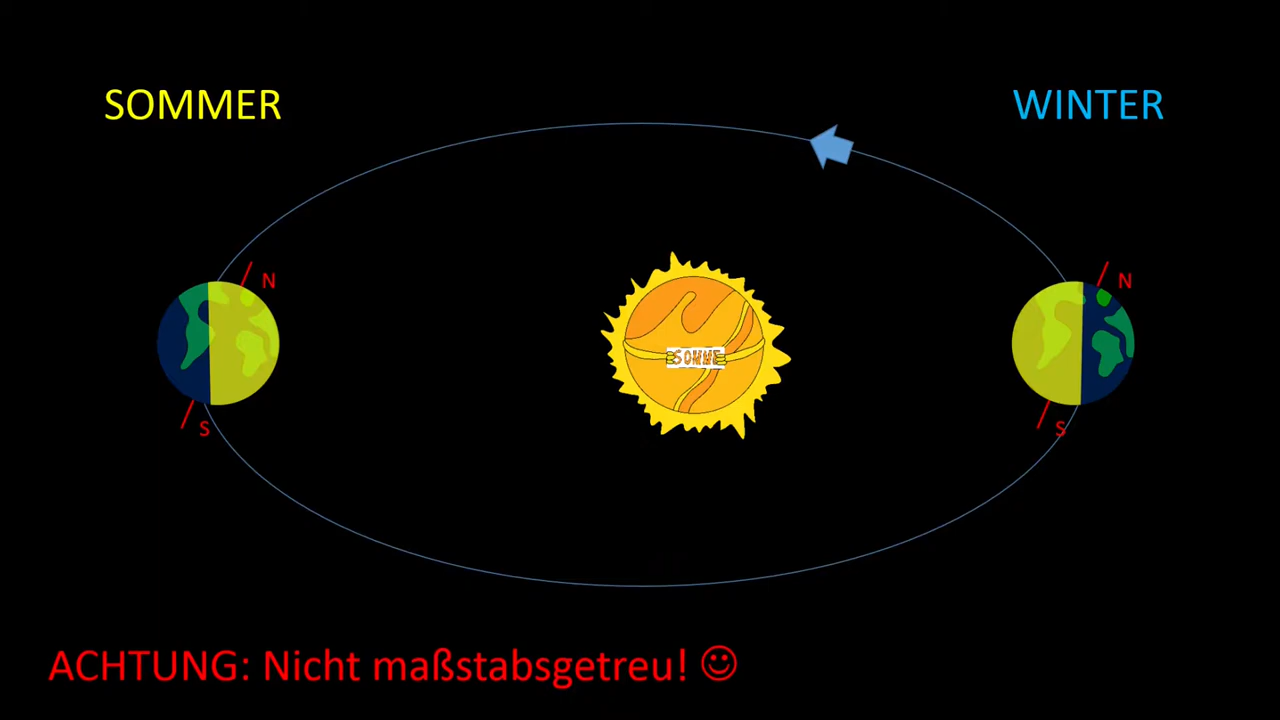 SOMMER
WINTER
N
N
SONNE
S
S
ACHTUNG: Nicht maßstabsgetreu! ☺